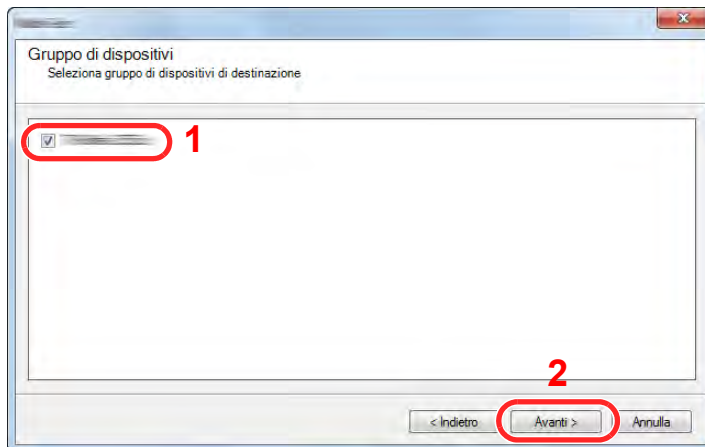 Gruppo di dispositivi
Seleziona gruppo di dispositivi di destinazione
1
2
< Indietro
Avanti >
Annulla